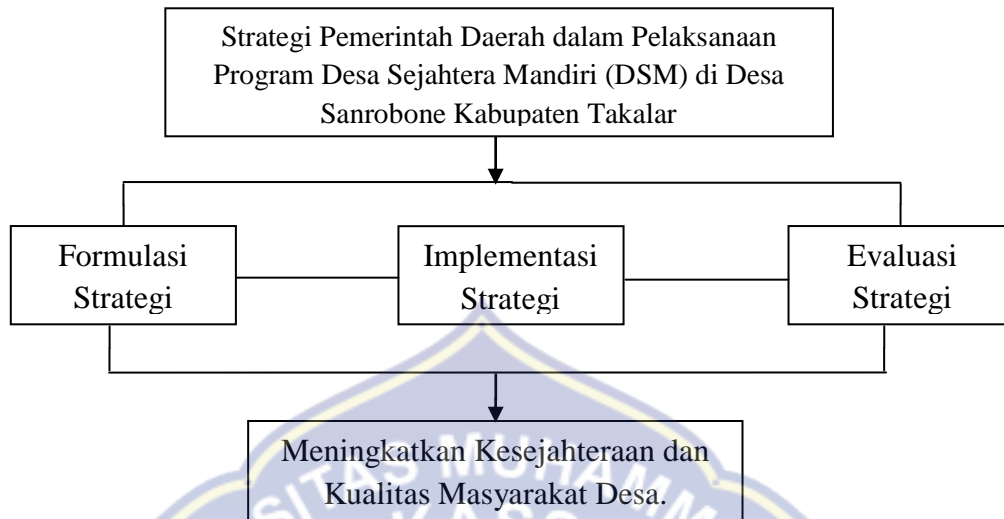 Strategi Pemerintah Daerah dalam Pelaksanaan
Program Desa Sejahtera Mandiri (DSM) di Desa
Sanrobone Kabupaten Takalar
Formulasi
Strategi
Implementasi
Strategi
Evaluasi
Strategi
Meningkatkan Kesejahteraan dan
Kualitas Masyarakat Desa.